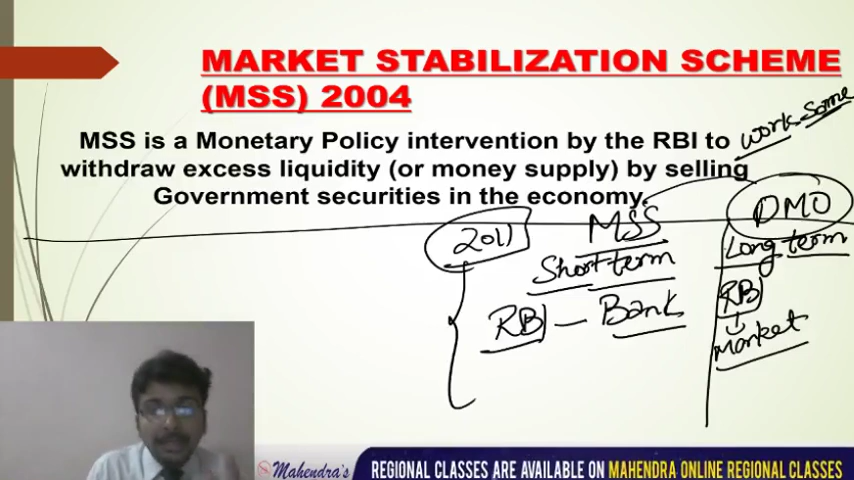 MARKET STABILIZATION SCHEME
(MSS) 2004
MSS is a Monetary Policy intervention by the RBI to
withdraw excess liquidity (or money supply) by selling
Government securities in the economy.
work Same
2011
MSS
Short term
RBI - Bank
OMO
Long term
RBI
Market
Mahendra's
REGIONAL CLASSES ARE AVAILABLE ON MAHENDRA ONLINE REGIONAL CLASSES